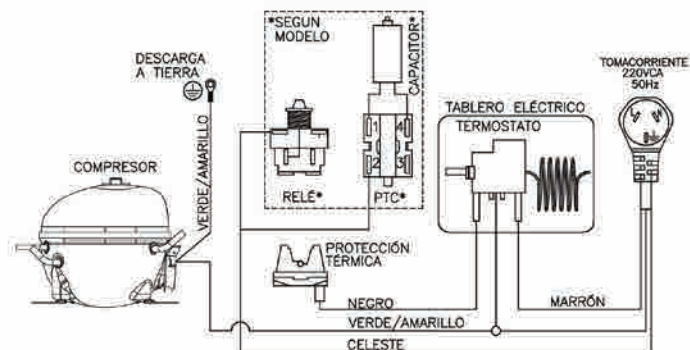 *SEGUN
MODELO
CAPACITOR*
DESCARGA
A TIERRA
TOMACORRIENTE
220VCA
50Hz
TABLERO ELÉCTRICO
TERMOSTATO
1
4
2
3
COMPRESOR
VERDE/AMARILLO
RELÉ*
PTC*
PROTECCIÓN
TÉRMICA
NEGRO
MARRÓN
VERDE/AMARILLO
CELESTE